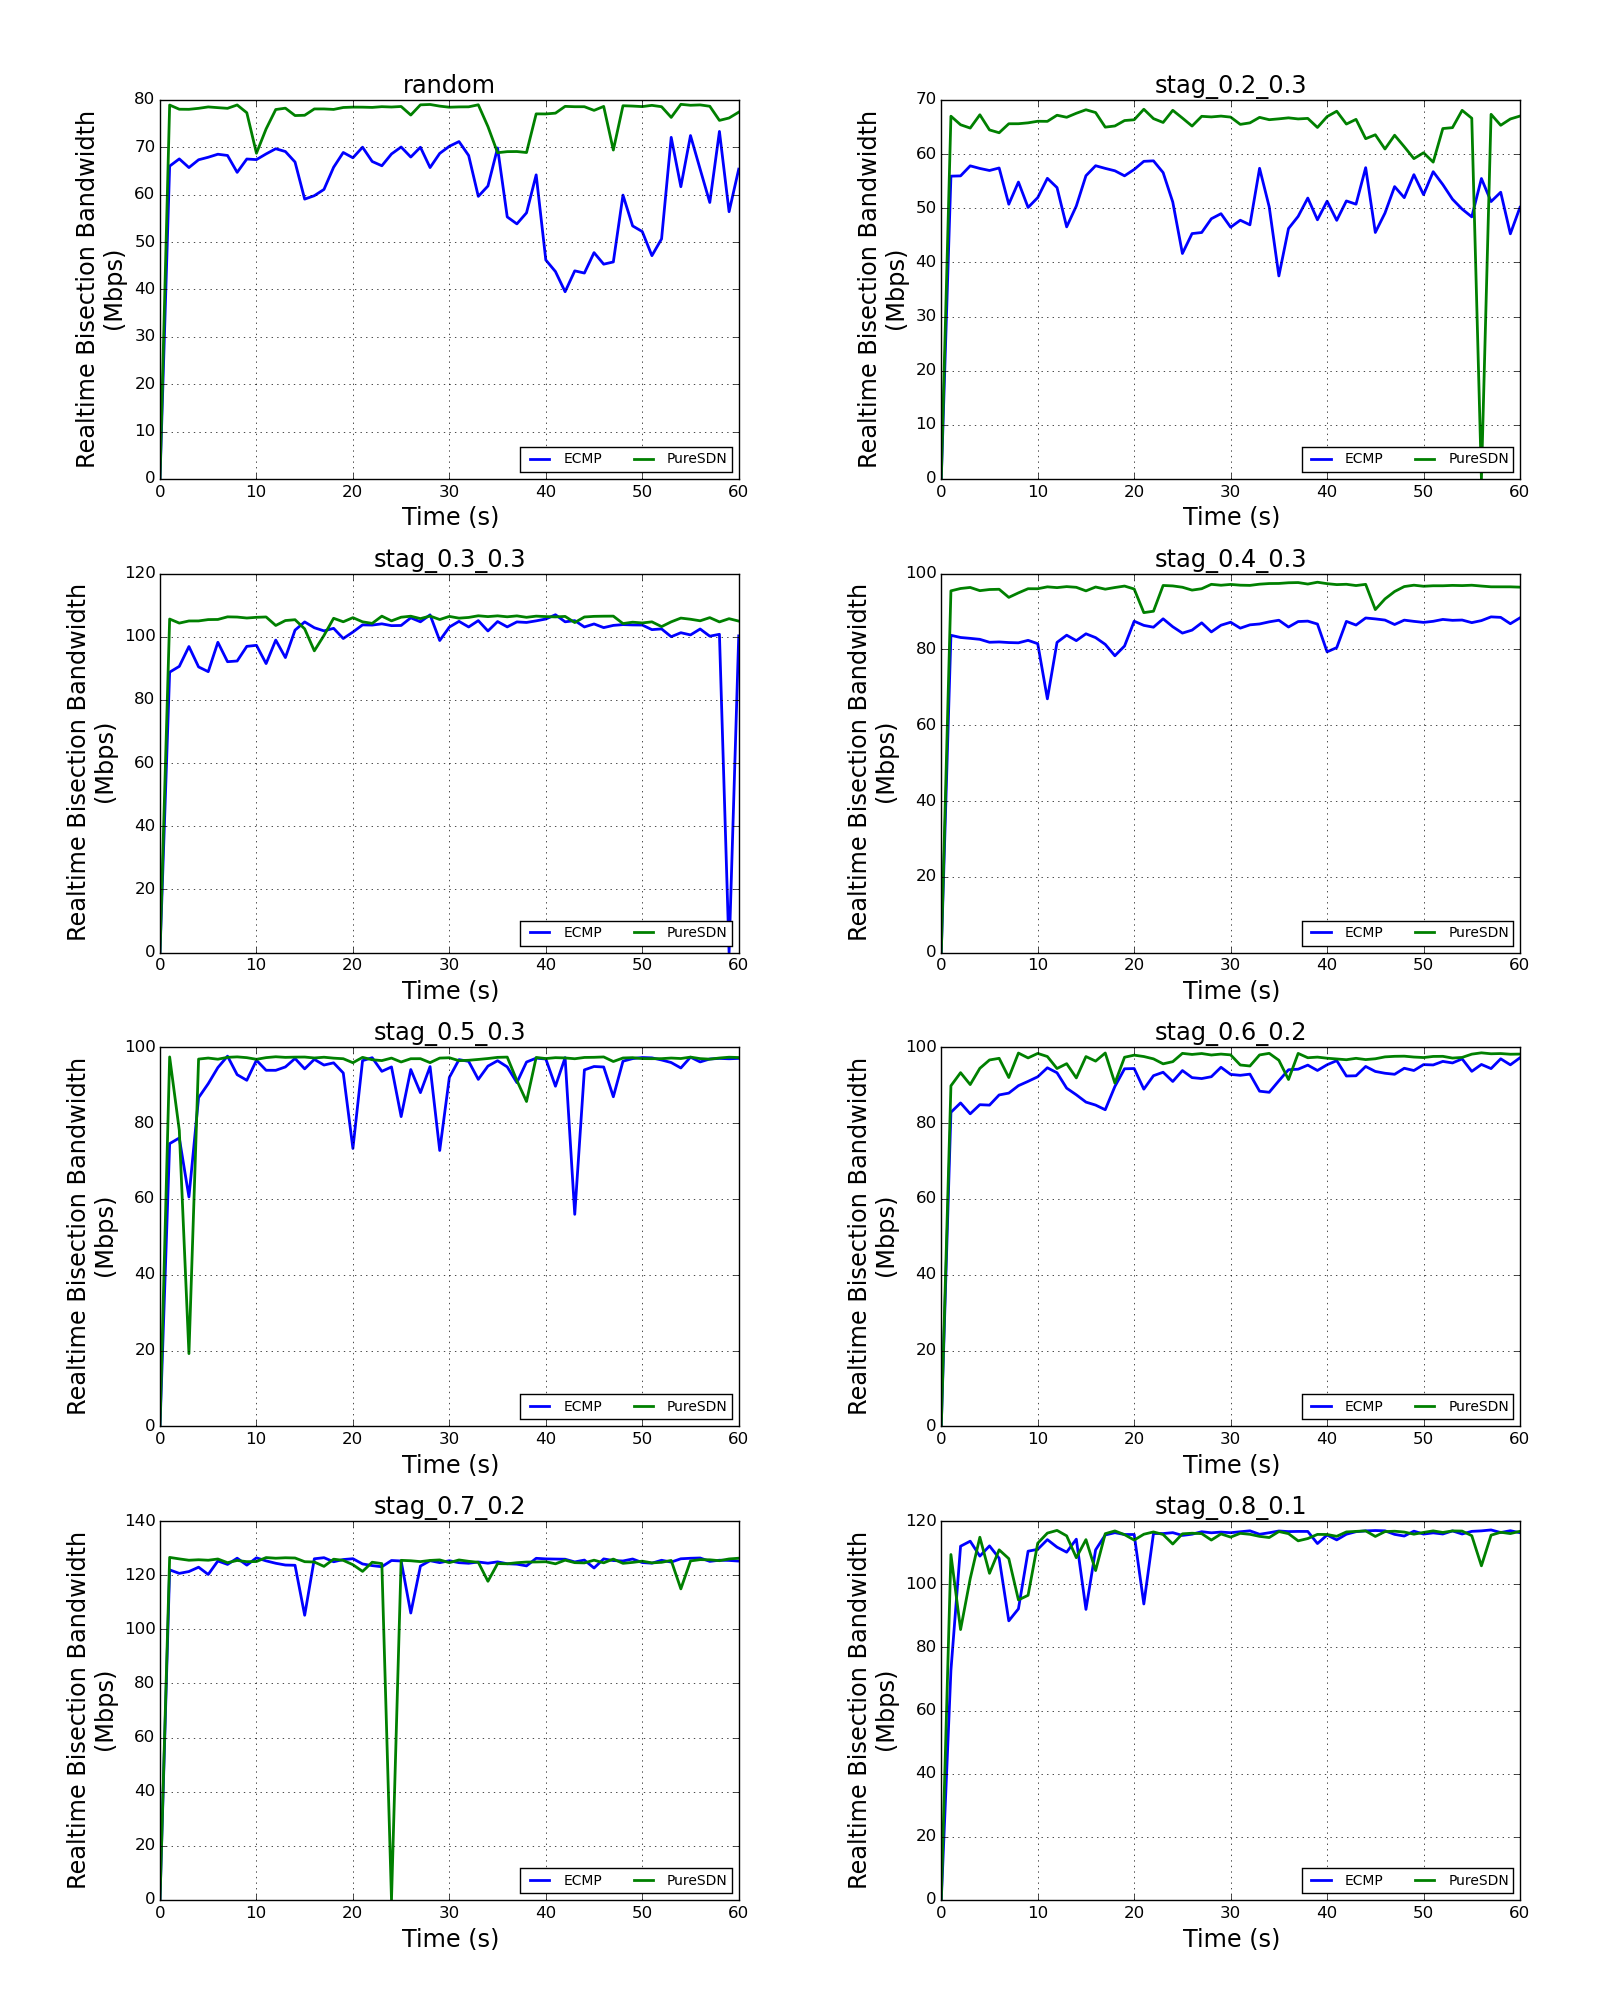 random
Realtime Bisection Bandwidth
(Mbps)
80
70
60
50
40
30
20
10
0
0 10 20 30 40 50 60
Time (s)
ECMP PureSDN
stag_0.2_0.3
Realtime Bisection Bandwidth
(Mbps)
70
60
50
40
30
20
10
0
0 10 20 30 40 50 60
Time (s)
ECMP PureSDN
stag_0.3_0.3
Realtime Bisection Bandwidth
(Mbps)
120
100
80
60
40
20
0
0 10 20 30 40 50 60
Time (s)
ECMP PureSDN
stag_0.4_0.3
Realtime Bisection Bandwidth
(Mbps)
100
80
60
40
20
0
0 10 20 30 40 50 60
Time (s)
ECMP PureSDN
stag_0.5_0.3
Realtime Bisection Bandwidth
(Mbps)
100
80
60
40
20
0
0 10 20 30 40 50 60
Time (s)
ECMP PureSDN
stag_0.6_0.2
Realtime Bisection Bandwidth
(Mbps)
100
80
60
40
20
0
0 10 20 30 40 50 60
Time (s)
ECMP PureSDN
stag_0.7_0.2
Realtime Bisection Bandwidth
(Mbps)
140
120
100
80
60
40
20
0
0 10 20 30 40 50 60
Time (s)
ECMP PureSDN
stag_0.8_0.1
Realtime Bisection Bandwidth
(Mbps)
120
100
80
60
40
20
0
0 10 20 30 40 50 60
Time (s)
ECMP PureSDN